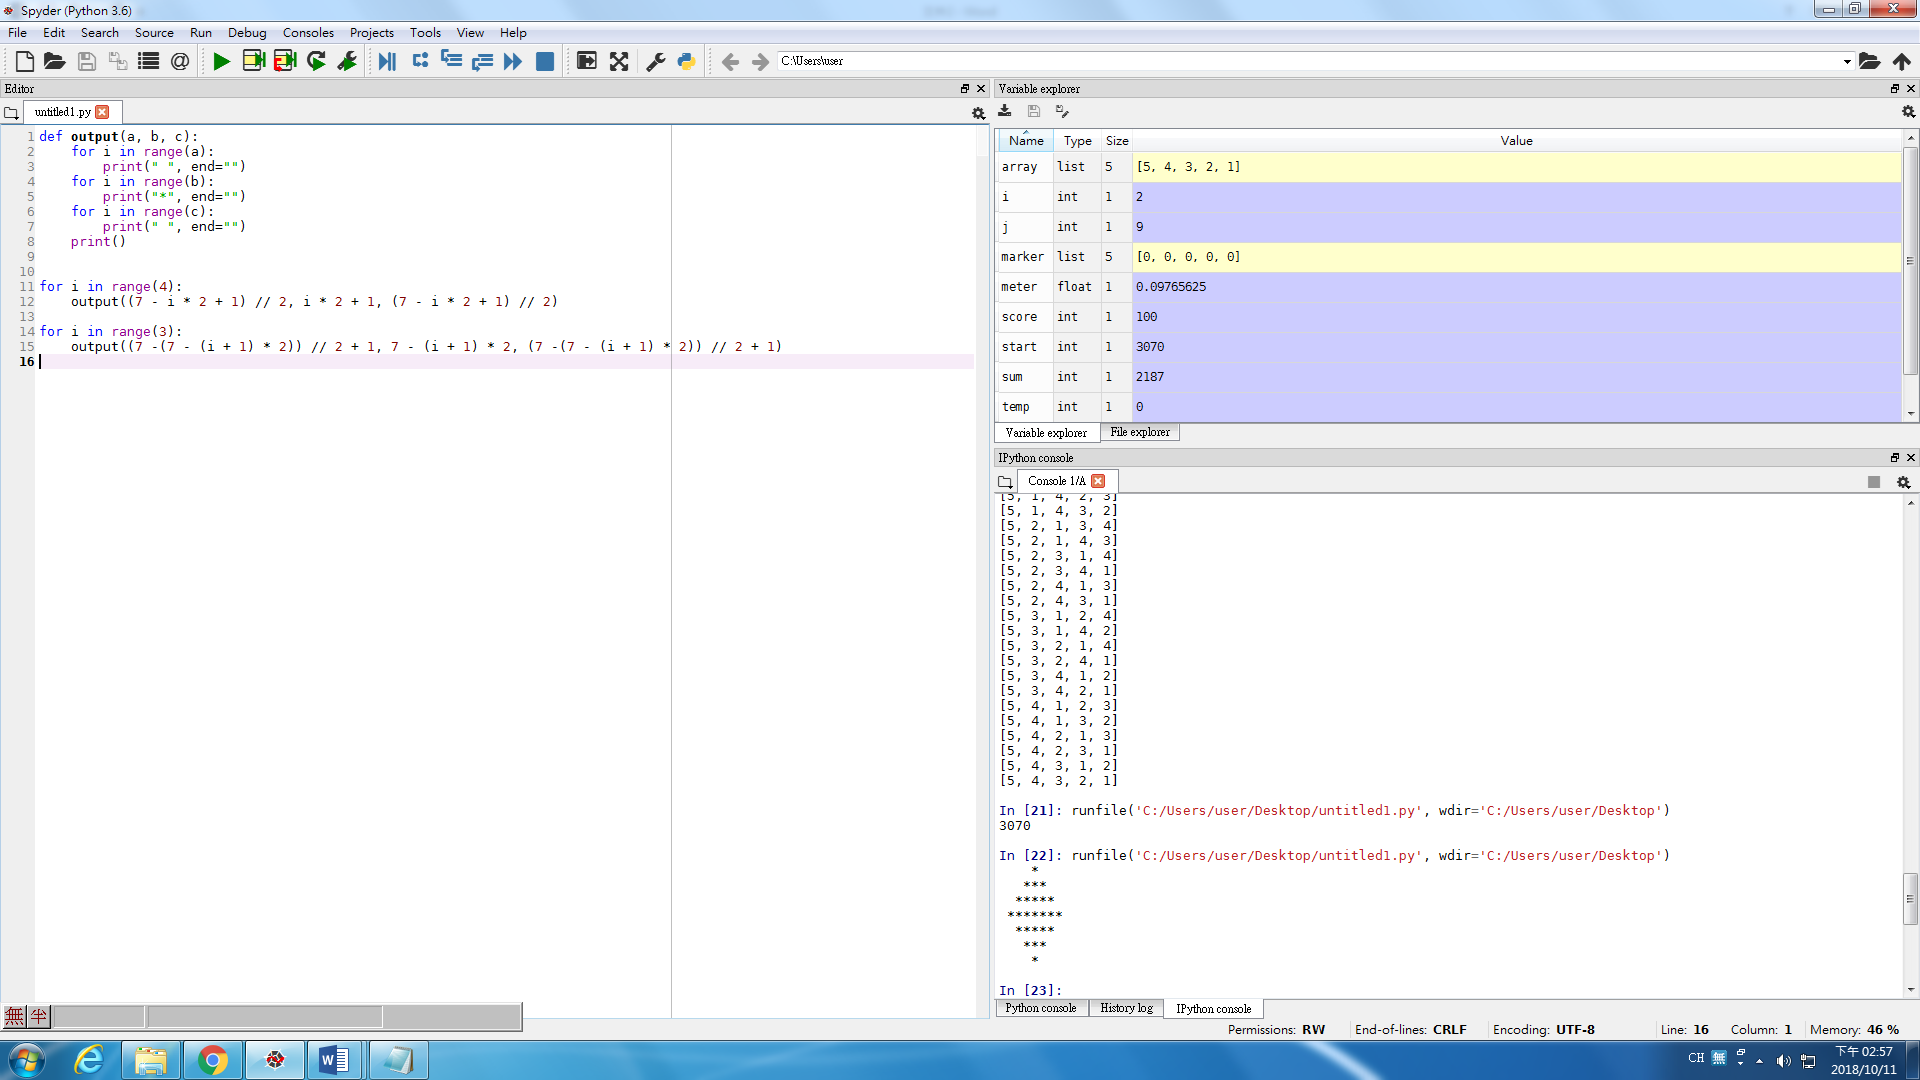 Spyder (Python 3.6)
File Edit Search Source Run Debug Consoles Projects Tools View Help
C:\Users\user
Editor
untitled1.py
1 def output(a, b, c):
2     for i in range(a):
3         print(" ", end="")
4     for i in range(b):
5         print("*", end="")
6     for i in range(c):
7         print(" ", end="")
8     print()
9
10
11 for i in range(4):
12     output((7 - i * 2 + 1) // 2, i * 2 + 1, (7 - i * 2 + 1) // 2)
13
14 for i in range(3):
15     output((7 -(7 - (i + 1) * 2)) // 2 + 1, 7 - (i + 1) * 2, (7 -(7 - (i + 1) * 2)) // 2 + 1)
16
Variable explorer
Name Type Size Value
array list 5 [5, 4, 3, 2, 1]
i int 1 2
j int 1 9
marker list 5 [0, 0, 0, 0, 0]
meter float 1 0.09765625
score int 1 100
start int 1 3070
sum int 1 2187
temp int 1 0
Variable explorer File explorer
IPython console
Console 1/A
[5, 1, 4, 2, 3]
[5, 1, 4, 3, 2]
[5, 2, 1, 3, 4]
[5, 2, 1, 4, 3]
[5, 2, 3, 1, 4]
[5, 2, 3, 4, 1]
[5, 2, 4, 1, 3]
[5, 2, 4, 3, 1]
[5, 3, 1, 2, 4]
[5, 3, 1, 4, 2]
[5, 3, 2, 1, 4]
[5, 3, 2, 4, 1]
[5, 3, 4, 1, 2]
[5, 3, 4, 2, 1]
[5, 4, 1, 2, 3]
[5, 4, 1, 3, 2]
[5, 4, 2, 1, 3]
[5, 4, 2, 3, 1]
[5, 4, 3, 1, 2]
[5, 4, 3, 2, 1]
In [21]: runfile('C:/Users/user/Desktop/untitled1.py', wdir='C:/Users/user/Desktop')
3070
In [22]: runfile('C:/Users/user/Desktop/untitled1.py', wdir='C:/Users/user/Desktop')
    *
   ***
  *****
 *******
  *****
   ***
    *
In [23]:
Python console History log IPython console
無 半
Permissions: RW End-of-lines: CRLF Encoding: UTF-8 Line: 16 Column: 1 Memory: 46 %
CH 無 下午 02:57
2018/10/11